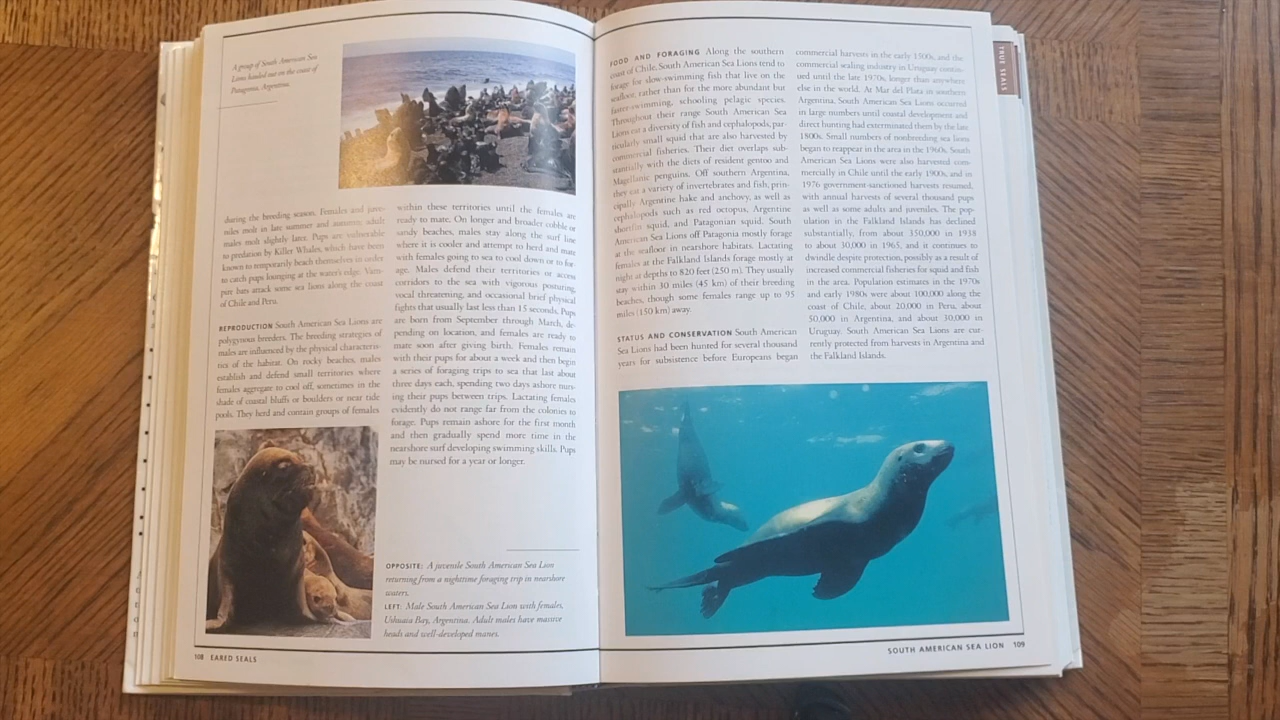 A group of South American Sea
Lions hauled out on the coast of
Patagonia, Argentina.
during the breeding season. Females and juve-
niles molt in late summer and autumn; adult
males molt slightly later. Pups are vulnerable
to predation by Killer Whales, which have been
known to temporarily beach themselves in order
to catch pups lounging at the water's edge. Vam-
pire bats attack some sea lions along the coast
of Chile and Peru.
REPRODUCTION South American Sea Lions are
polygynous breeders. The breeding strategies of
males are influenced by the physical characteris-
tics of the habitat. On rocky beaches, males
establish and defend small territories where
females aggregate to cool off, sometimes in the
shade of coastal bluffs or boulders or near tide
pools. They herd and contain groups of females
within these territories until the females are
ready to mate. On longer and broader cobble or
sandy beaches, males stay along the surf line
where it is cooler and attempt to herd and mate
with females going to sea to cool down or to for-
age. Males defend their territories or access
corridors to the sea with vigorous posturing,
vocal threatening, and occasional brief physical
fights that usually last less than 15 seconds. Pups
are born from September through March, de-
pending on location, and females are ready to
mate soon after giving birth. Females remain
with their pups for about a week and then begin
a series of foraging trips to sea that last about
three days each, spending two days ashore nurs-
ing their pups between trips. Lactating females
evidently do not range far from the colonies to
forage. Pups remain ashore for the first month
and then gradually spend more time in the
nearshore surf developing swimming skills. Pups
may be nursed for a year or longer.
OPPOSITE: A juvenile South American Sea Lion
returning from a nighttime foraging trip in nearshore
waters.
LEFT: Male South American Sea Lion with females,
Ushuaia Bay, Argentina. Adult males have massive
heads and well-developed manes.
108 EARED SEALS
FOOD AND FORAGING Along the southern
coast of Chile, South American Sea Lions tend to
forage for slow-swimming fish that live on the
seafloor, rather than for the more abundant but
faster-swimming, schooling pelagic species.
Throughout their range South American Sea
Lions eat a diversity of fish and cephalopods, par-
ticularly small squid that are also harvested by
commercial fisheries. Their diet overlaps sub-
stantially with the diets of resident gentoo and
Magellanic penguins. Off southern Argentina,
they eat a variety of invertebrates and fish, prin-
cipally Argentine hake and anchovy, as well as
cephalopods such as red octopus, Argentine
shortfin squid, and Patagonian squid. South
American Sea Lions off Patagonia mostly forage
at the seafloor in nearshore habitats. Lactating
females at the Falkland Islands forage mostly at
night at depths to 820 feet (250 m). They usually
stay within 30 miles (45 km) of their breeding
beaches, though some females range up to 95
miles (150 km) away.
STATUS AND CONSERVATION South American
Sea Lions had been hunted for several thousand
years for subsistence before Europeans began
commercial harvests in the early 1500s, and the
commercial sealing industry in Uruguay contin-
ued until the late 1970s, longer than anywhere
else in the world. At Mar del Plata in southern
Argentina, South American Sea Lions occurred
in large numbers until coastal development and
direct hunting had exterminated them by the late
1800s. Small numbers of nonbreeding sea lions
began to reappear in the area in the 1960s. South
American Sea Lions were also harvested com-
mercially in Chile until the early 1900s, and in
1976 government-sanctioned harvests resumed,
with annual harvests of several thousand pups
as well as some adults and juveniles. The pop-
ulation in the Falkland Islands has declined
substantially, from about 350,000 in 1938
to about 30,000 in 1965, and it continues to
dwindle despite protection, possibly as a result of
increased commercial fisheries for squid and fish
in the area. Population estimates in the 1970s
and early 1980s were about 100,000 along the
coast of Chile, about 20,000 in Peru, about
50,000 in Argentina, and about 30,000 in
Uruguay. South American Sea Lions are cur-
rently protected from harvests in Argentina and
the Falkland Islands.
TRUE SEALS
SOUTH AMERICAN SEA LION 109